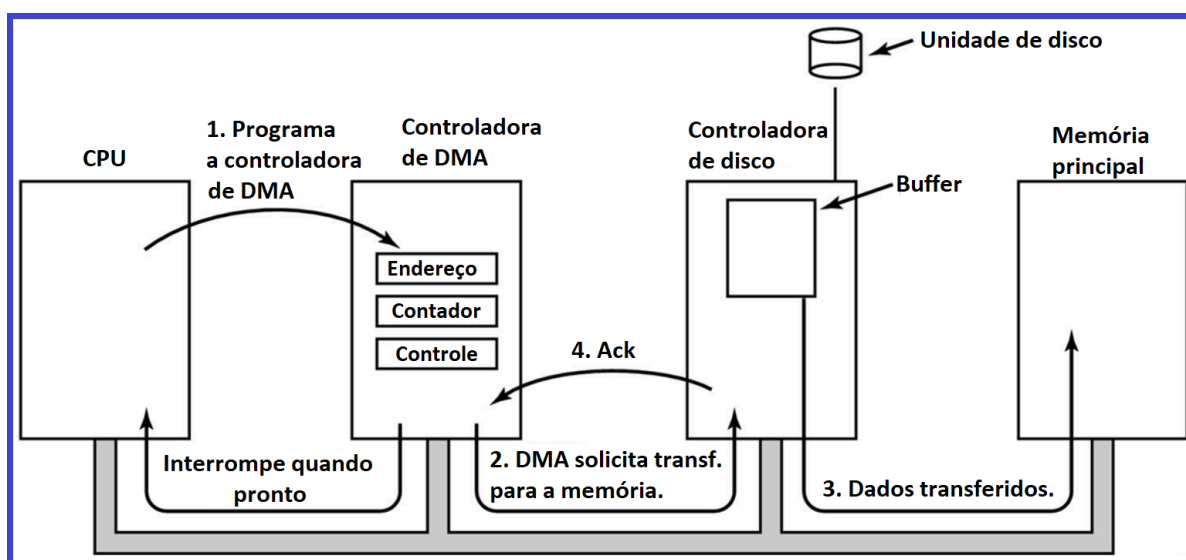 Unidade de disco
1. Programa
a controladora
de DMA
Controladora
de DMA
Controladora
de disco
Memória
principal
CPU
Buffer
Endereço
Contador
Controle
4. Ack
Interrompe quando
pronto
2. DMA solicita transf.
para a memória.
3. Dados transferidos.